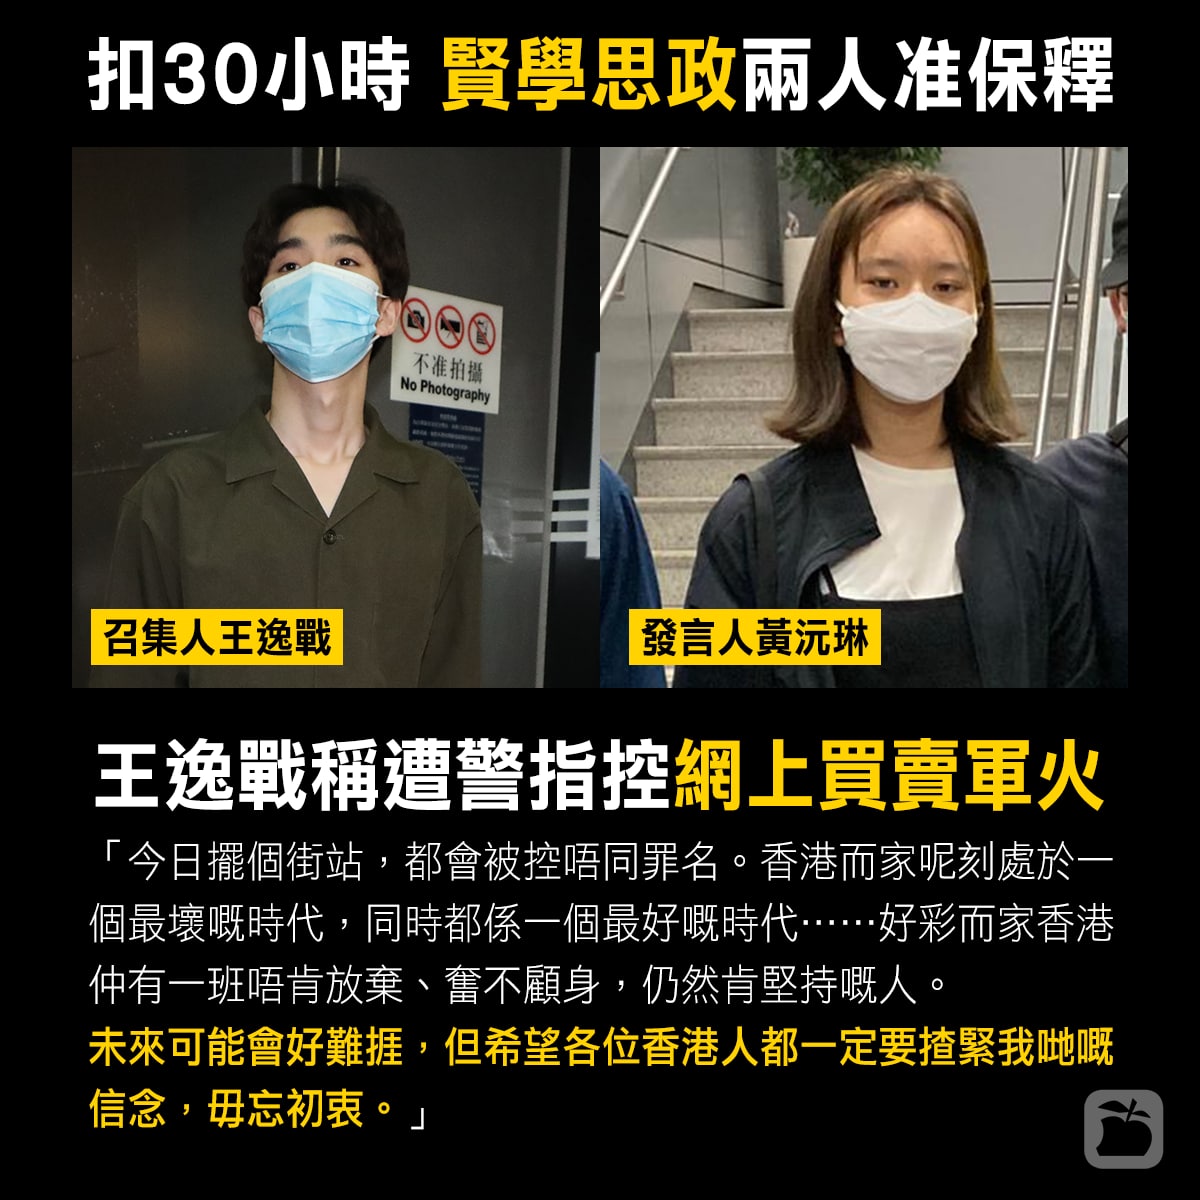 扣30小時 賢學思政兩人准保釋
不准拍攝
No Photography
召集人王逸戰
發言人黃沅琳
王逸戰稱遭警指控網上買賣軍火
「今日擺個街站，都會被控唔同罪名。香港而家呢刻處於一
個最壞嘅時代，同時都係一個最好嘅時代⋯⋯好彩而家香港
仲有一班唔肯放棄、奮不顧身，仍然肯堅持嘅人。
未來可能會好難捱，但希望各位香港人都一定要揸緊我哋嘅
信念，毋忘初衷。」